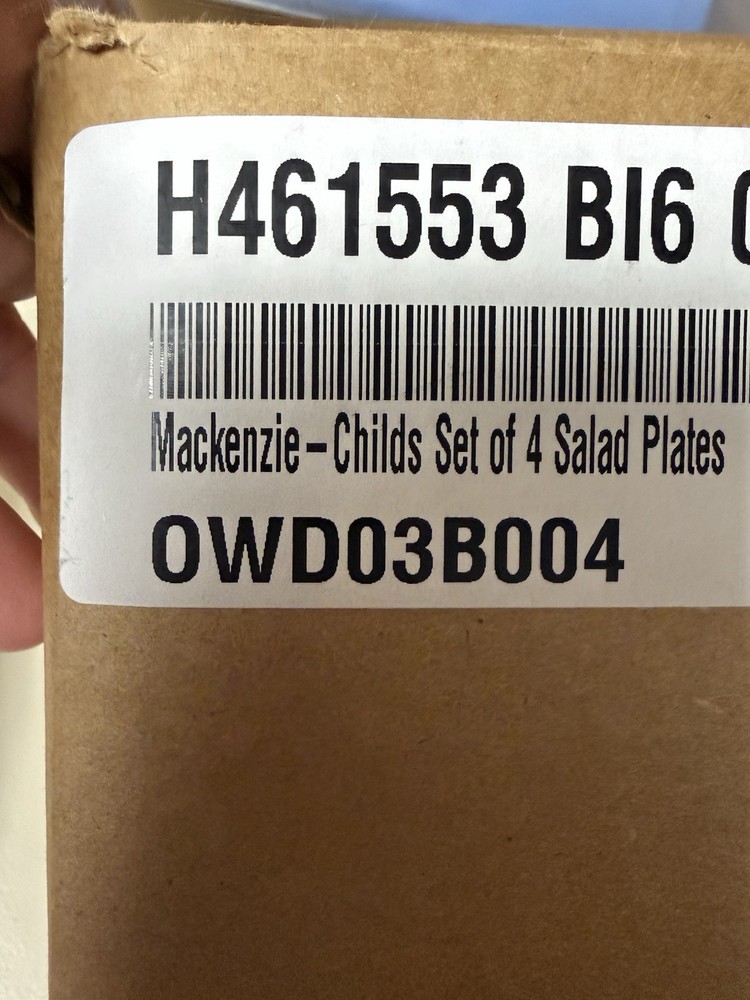 H461553 BI6
Mackenzie-Childs Set of 4 Salad Plates
OWD03B004